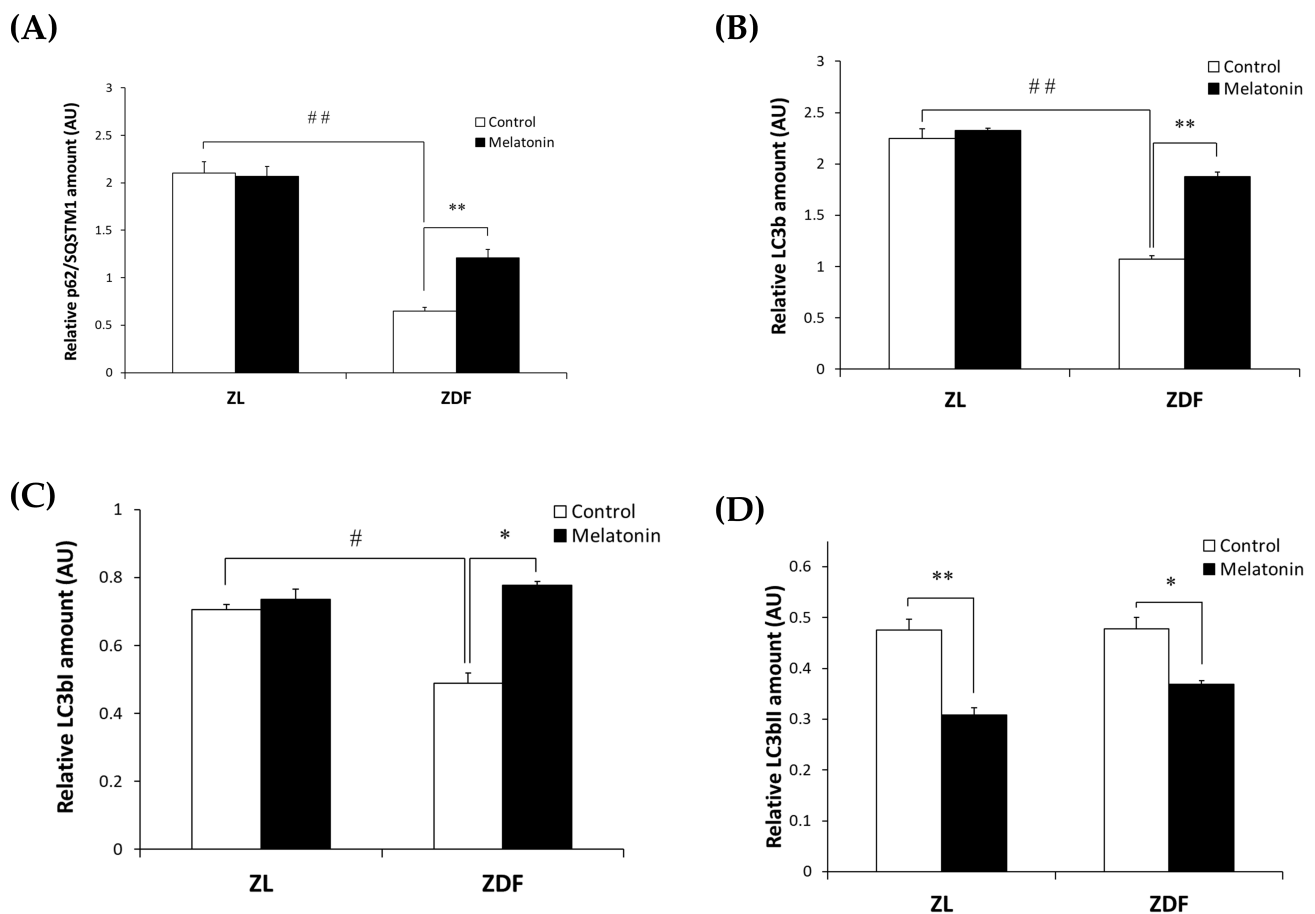 (A)
Relative p62/SQSTM1 amount (AU)
3
2.5
2
1.5
1
0.5
0
# #
**
Control
Melatonin
ZL
ZDF
(B)
Relative LC3b amount (AU)
3
2.5
2
1.5
1
0.5
0
# #
**
Control
Melatonin
ZL
ZDF
(C)
Relative LC3bI amount (AU)
1
0.8
0.6
0.4
0.2
0
#
*
Control
Melatonin
ZL
ZDF
(D)
Relative LC3bII amount (AU)
0.6
0.5
0.4
0.3
0.2
0.1
0
**
*
Control
Melatonin
ZL
ZDF